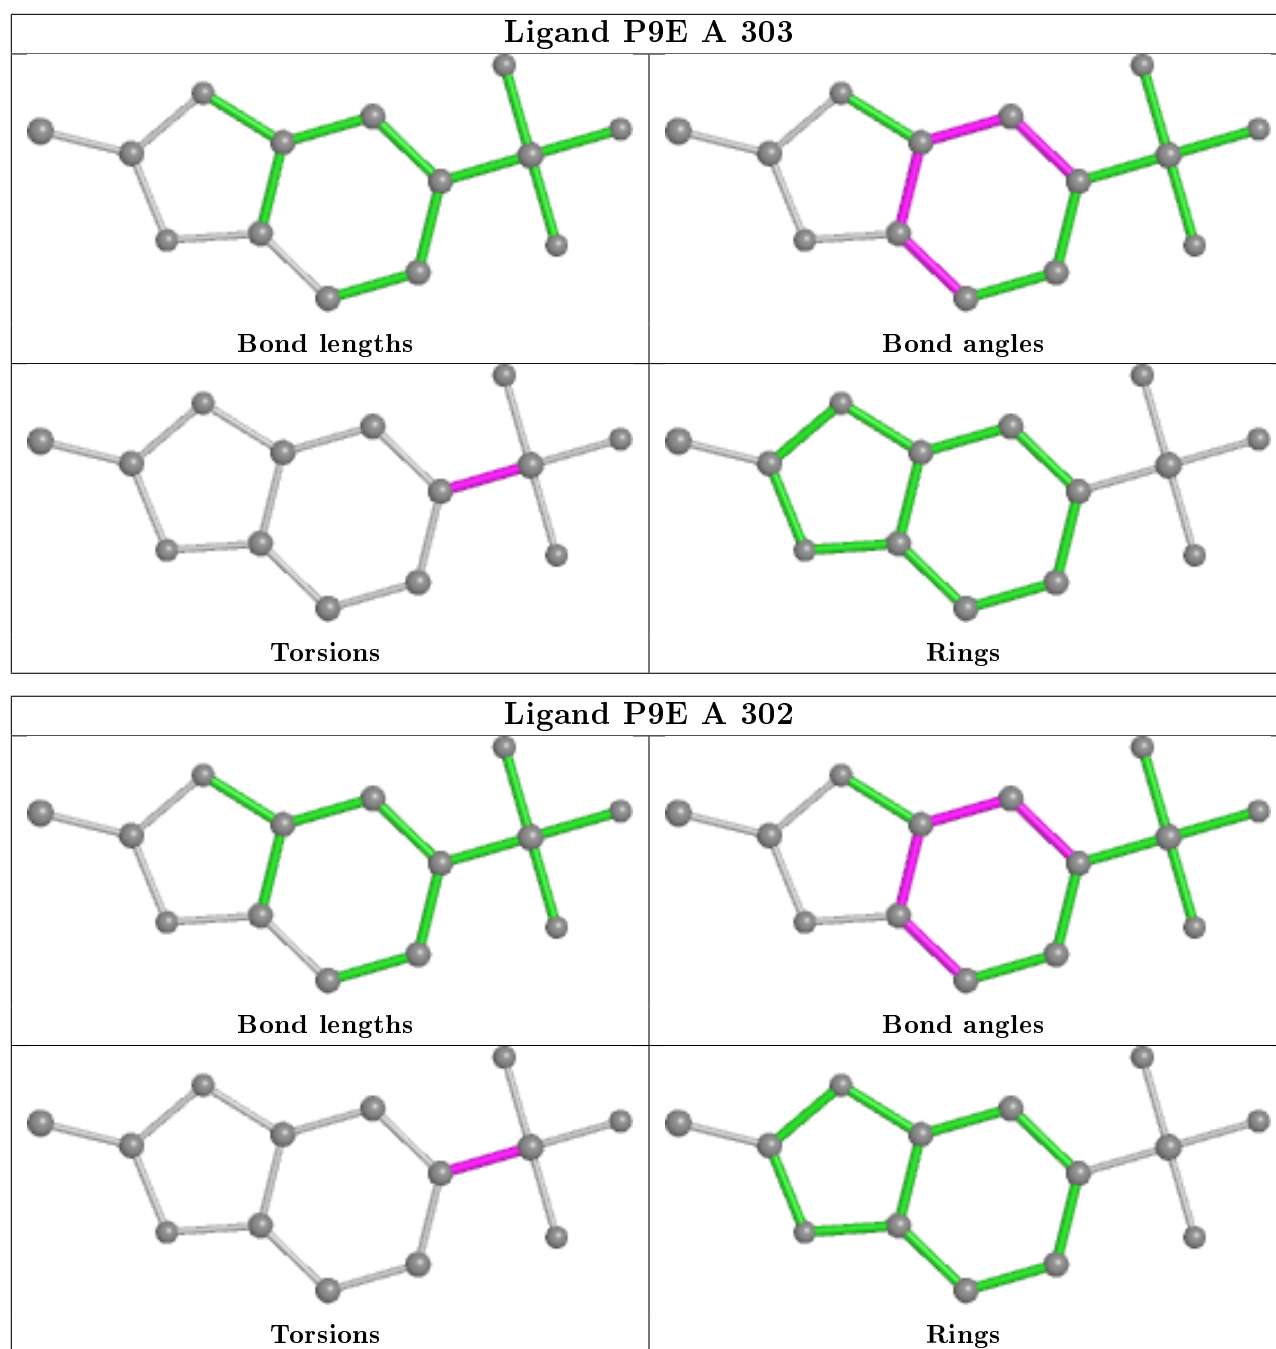 Ligand P9E A 303
Bond lengths
Bond angles
Torsions
Rings
Ligand P9E A 302
Bond lengths
Bond angles
Torsions
Rings